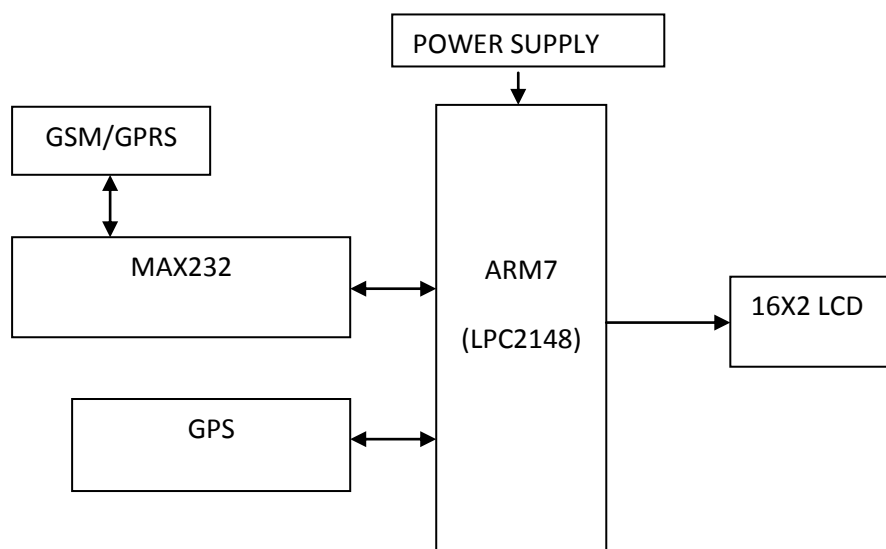 POWER SUPPLY
GSM/GPRS
MAX232
ARM7
(LPC2148)
16X2 LCD
GPS